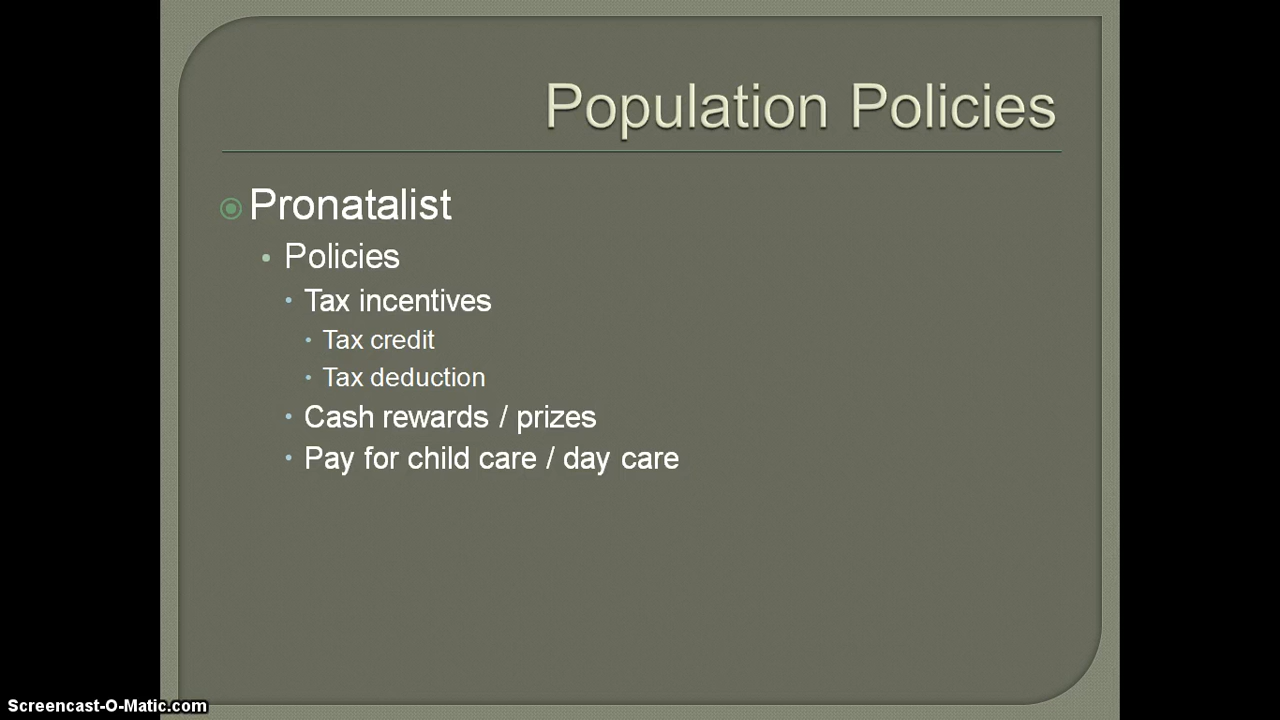 Population Policies
Pronatalist
Policies
Tax incentives
Tax credit
Tax deduction
Cash rewards / prizes
Pay for child care / day care
Screencast-O-Matic.com